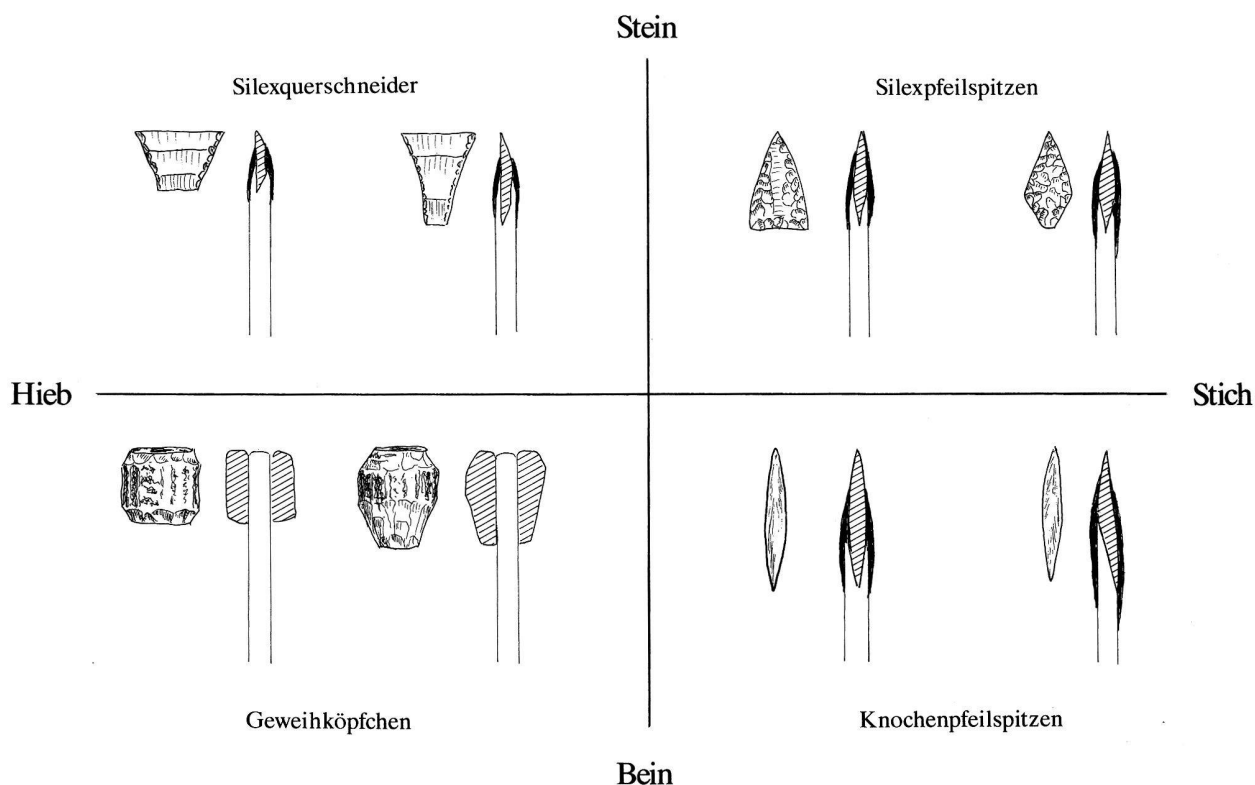 Stein
Silexquerschneider
Silexpfeilspitzen
Hieb
Stich
Geweihköpfchen
Knochenpfeilspitzen
Bein